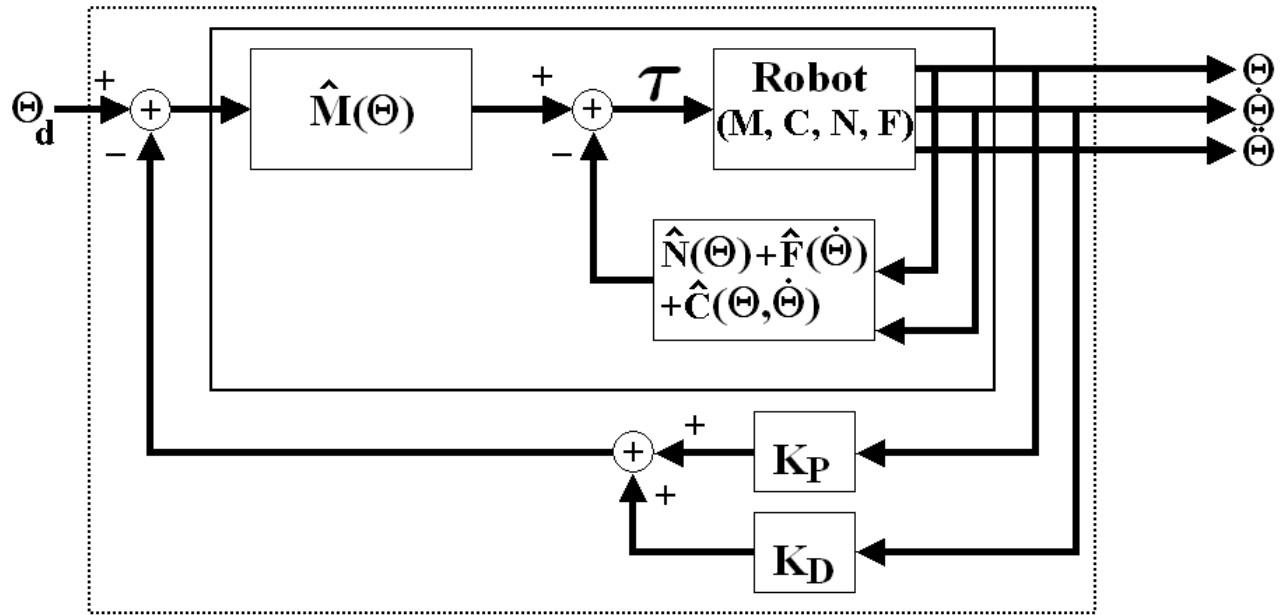 Θd
+
+
−
M̂(Θ)
+
+
−
τ
Robot
(M, C, N, F)
Θ
Θ̇
Θ̈
N̂(Θ)+F̂(Θ̇)
+Ĉ(Θ,Θ̇)
+
+
+
KP
KD